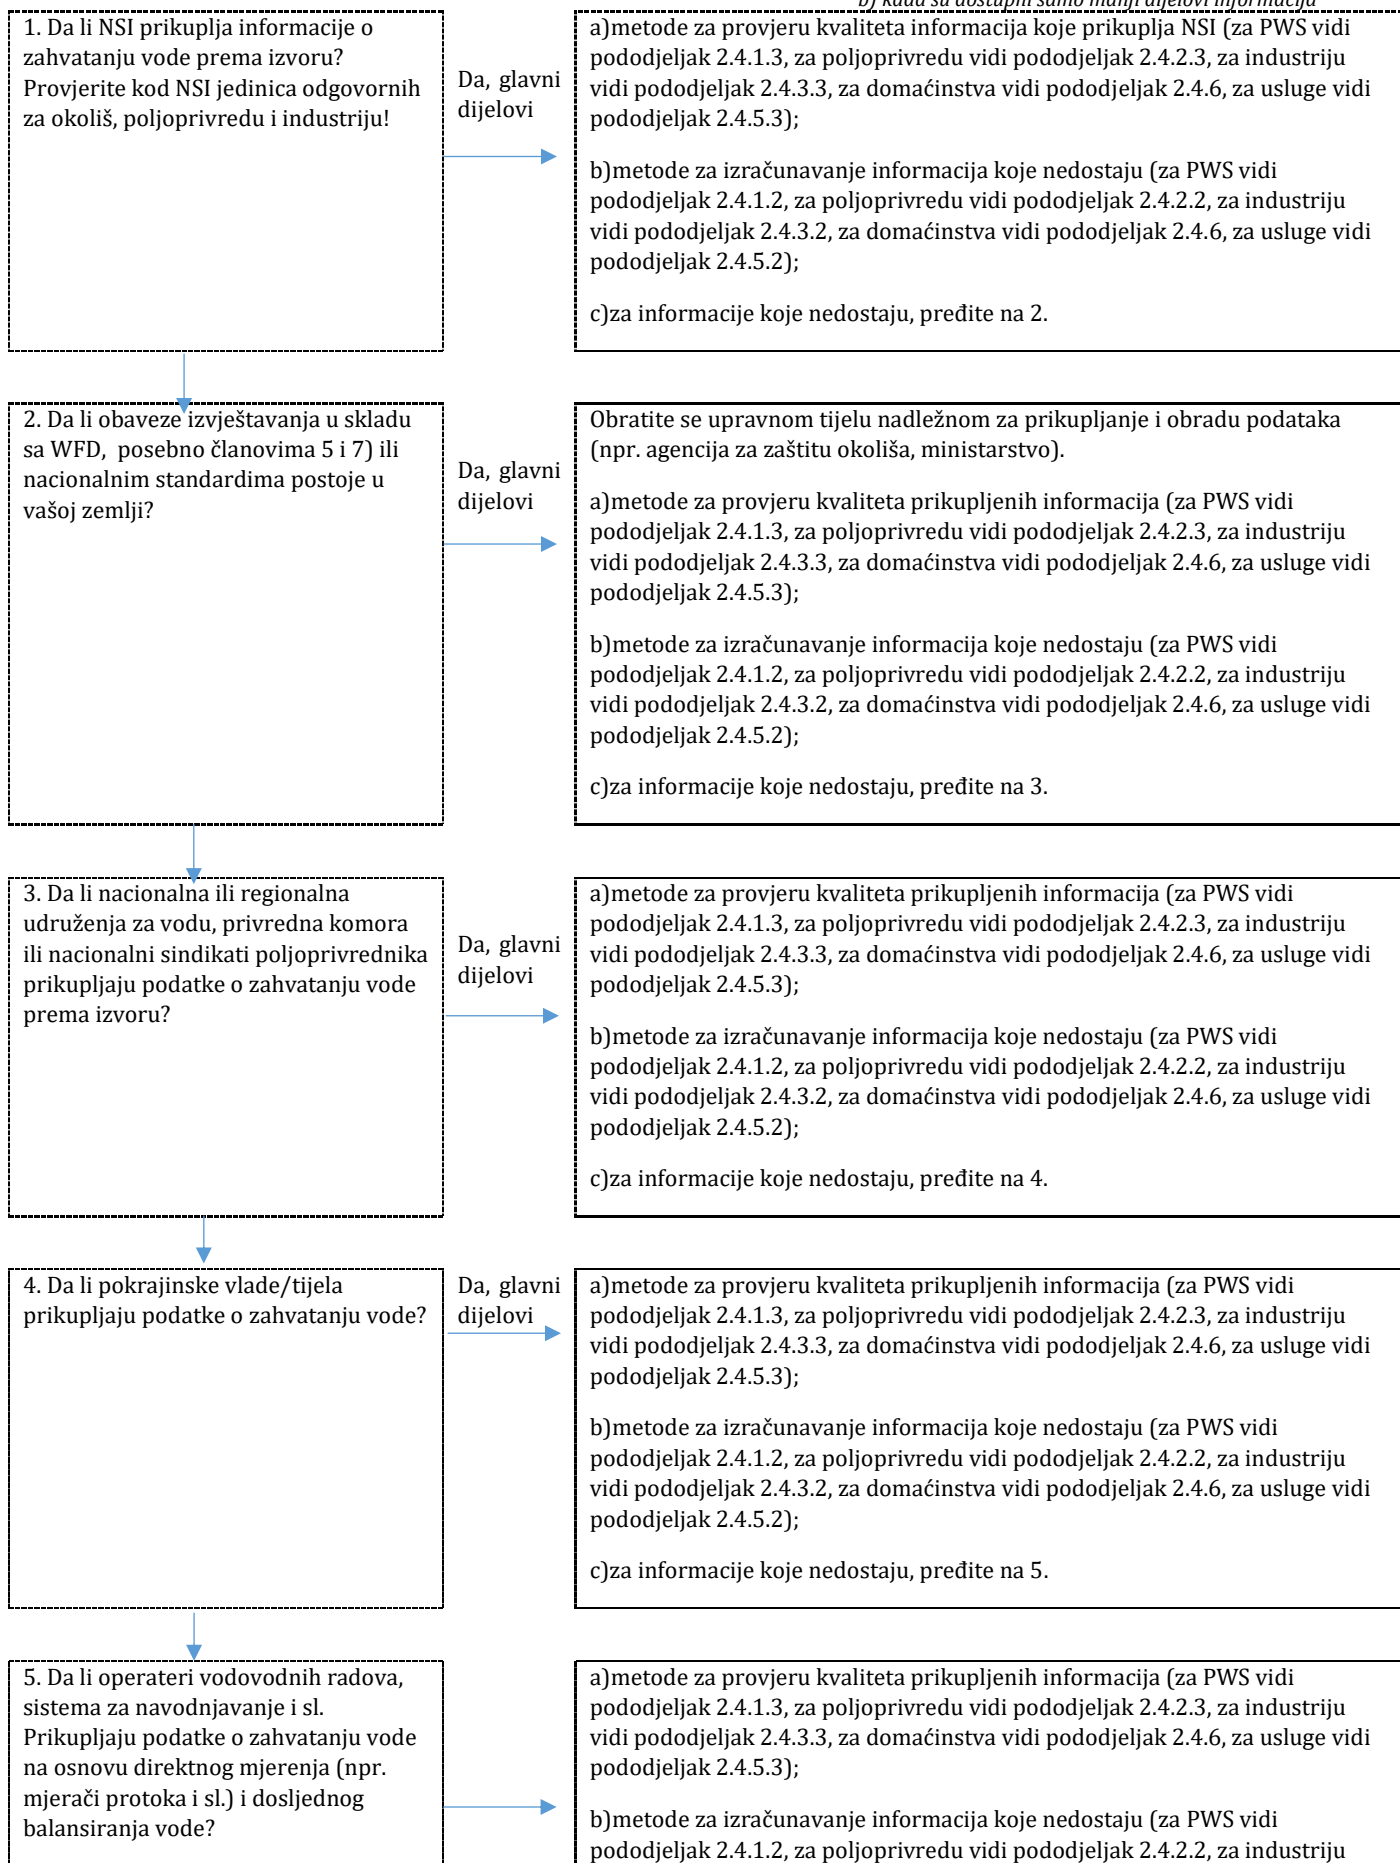 b) kada su dostupni samo manji dijelovi informacija
1. Da li NSI prikuplja informacije o
zahvatanju vode prema izvoru?
Provjerite kod NSI jedinica odgovornih
za okoliš, poljoprivredu i industriju!
Da, glavni
dijelovi
a)metode za provjeru kvaliteta informacija koje prikuplja NSI (za PWS vidi
pododjeljak 2.4.1.3, za poljoprivredu vidi pododjeljak 2.4.2.3, za industriju
vidi pododjeljak 2.4.3.3, za domaćinstva vidi pododjeljak 2.4.6, za usluge vidi
pododjeljak 2.4.5.3);
b)metode za izračunavanje informacija koje nedostaju (za PWS vidi
pododjeljak 2.4.1.2, za poljoprivredu vidi pododjeljak 2.4.2.2, za industriju
vidi pododjeljak 2.4.3.2, za domaćinstva vidi pododjeljak 2.4.6, za usluge vidi
pododjeljak 2.4.5.2);
c)za informacije koje nedostaju, pređite na 2.
2. Da li obaveze izvještavanja u skladu
sa WFD,  posebno članovima 5 i 7) ili
nacionalnim standardima postoje u
vašoj zemlji?
Da, glavni
dijelovi
Obratite se upravnom tijelu nadležnom za prikupljanje i obradu podataka
(npr. agencija za zaštitu okoliša, ministarstvo).
a)metode za provjeru kvaliteta prikupljenih informacija (za PWS vidi
pododjeljak 2.4.1.3, za poljoprivredu vidi pododjeljak 2.4.2.3, za industriju
vidi pododjeljak 2.4.3.3, za domaćinstva vidi pododjeljak 2.4.6, za usluge vidi
pododjeljak 2.4.5.3);
b)metode za izračunavanje informacija koje nedostaju (za PWS vidi
pododjeljak 2.4.1.2, za poljoprivredu vidi pododjeljak 2.4.2.2, za industriju
vidi pododjeljak 2.4.3.2, za domaćinstva vidi pododjeljak 2.4.6, za usluge vidi
pododjeljak 2.4.5.2);
c)za informacije koje nedostaju, pređite na 3.
3. Da li nacionalna ili regionalna
udruženja za vodu, privredna komora
ili nacionalni sindikati poljoprivrednika
prikupljaju podatke o zahvatanju vode
prema izvoru?
Da, glavni
dijelovi
a)metode za provjeru kvaliteta prikupljenih informacija (za PWS vidi
pododjeljak 2.4.1.3, za poljoprivredu vidi pododjeljak 2.4.2.3, za industriju
vidi pododjeljak 2.4.3.3, za domaćinstva vidi pododjeljak 2.4.6, za usluge vidi
pododjeljak 2.4.5.3);
b)metode za izračunavanje informacija koje nedostaju (za PWS vidi
pododjeljak 2.4.1.2, za poljoprivredu vidi pododjeljak 2.4.2.2, za industriju
vidi pododjeljak 2.4.3.2, za domaćinstva vidi pododjeljak 2.4.6, za usluge vidi
pododjeljak 2.4.5.2);
c)za informacije koje nedostaju, pređite na 4.
4. Da li pokrajinske vlade/tijela
prikupljaju podatke o zahvatanju vode?
Da, glavni
dijelovi
a)metode za provjeru kvaliteta prikupljenih informacija (za PWS vidi
pododjeljak 2.4.1.3, za poljoprivredu vidi pododjeljak 2.4.2.3, za industriju
vidi pododjeljak 2.4.3.3, za domaćinstva vidi pododjeljak 2.4.6, za usluge vidi
pododjeljak 2.4.5.3);
b)metode za izračunavanje informacija koje nedostaju (za PWS vidi
pododjeljak 2.4.1.2, za poljoprivredu vidi pododjeljak 2.4.2.2, za industriju
vidi pododjeljak 2.4.3.2, za domaćinstva vidi pododjeljak 2.4.6, za usluge vidi
pododjeljak 2.4.5.2);
c)za informacije koje nedostaju, pređite na 5.
5. Da li operateri vodovodnih radova,
sistema za navodnjavanje i sl.
Prikupljaju podatke o zahvatanju vode
na osnovu direktnog mjerenja (npr.
mjerači protoka i sl.) i dosljednog
balansiranja vode?
a)metode za provjeru kvaliteta prikupljenih informacija (za PWS vidi
pododjeljak 2.4.1.3, za poljoprivredu vidi pododjeljak 2.4.2.3, za industriju
vidi pododjeljak 2.4.3.3, za domaćinstva vidi pododjeljak 2.4.6, za usluge vidi
pododjeljak 2.4.5.3);
b)metode za izračunavanje informacija koje nedostaju (za PWS vidi
pododjeljak 2.4.1.2, za poljoprivredu vidi pododjeljak 2.4.2.2, za industriju